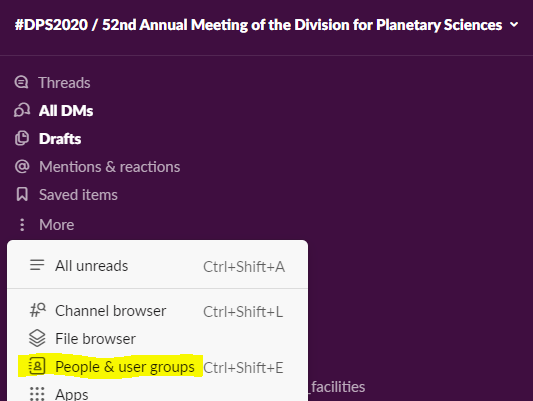 #DPS2020 / 52nd Annual Meeting of the Division for Planetary Sciences
Threads
All DMs
Drafts
Mentions & reactions
Saved items
More
All unreads Ctrl+Shift+A
Channel browser Ctrl+Shift+L
File browser
People & user groups Ctrl+Shift+E
_facilities
Apps